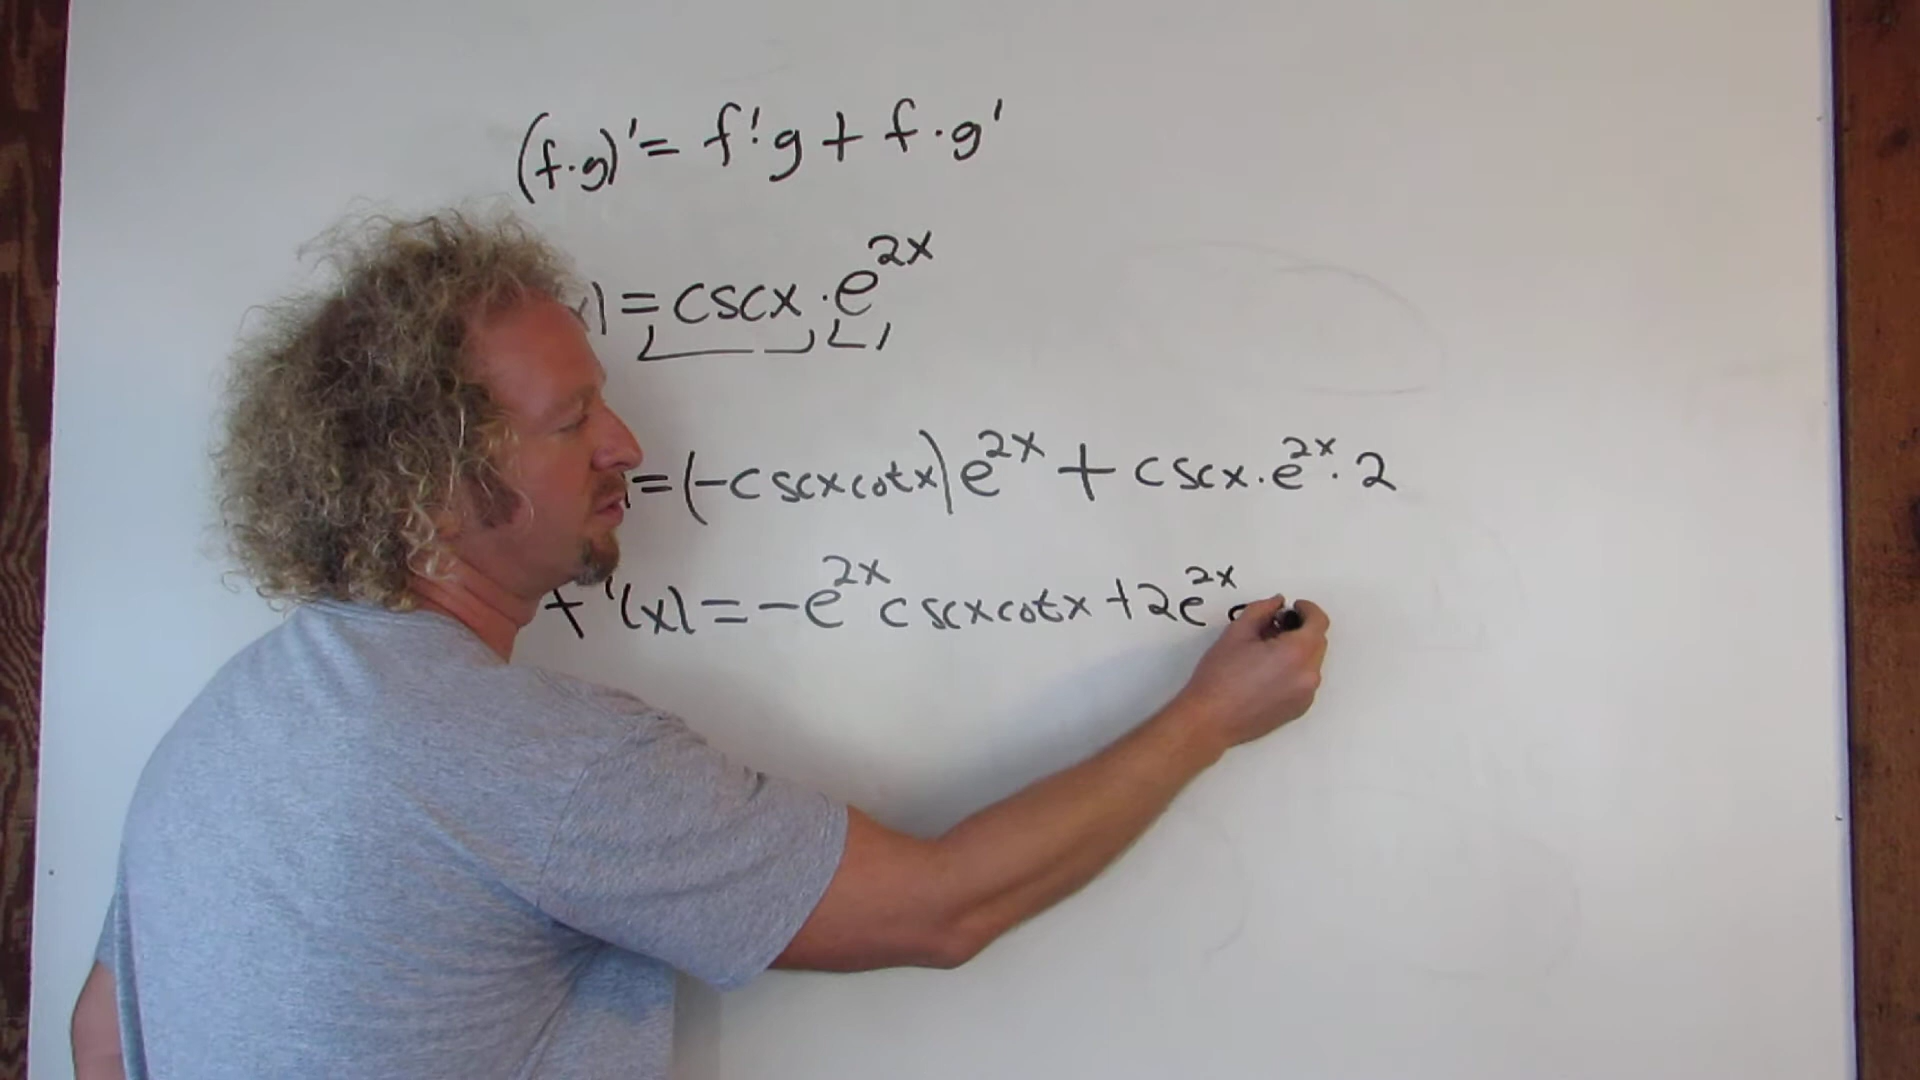 (f·g)' = f'·g + f·g'
x) = cscx · e^2x
) = (-cscxcotx) e^2x + cscx · e^2x · 2
f'(x) = -e^2x cscxcotx + 2e^2x c